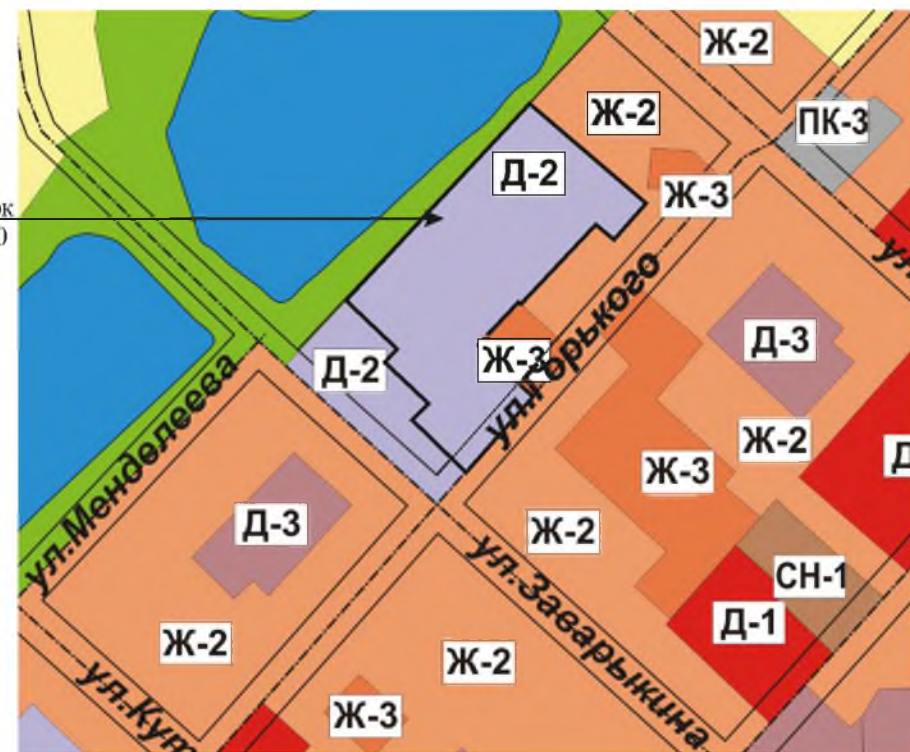 Ж-2
Ж-2
ПК-3
Д-2
Ж-3
Д-3
Ж-3
ул.Горького
Д-2
ул.Менделеева
Ж-2
Ж-3
Д-3
Ж-2
СН-1
ул.Заварыкина
Д-1
Ж-2
Ж-2
Ж-3